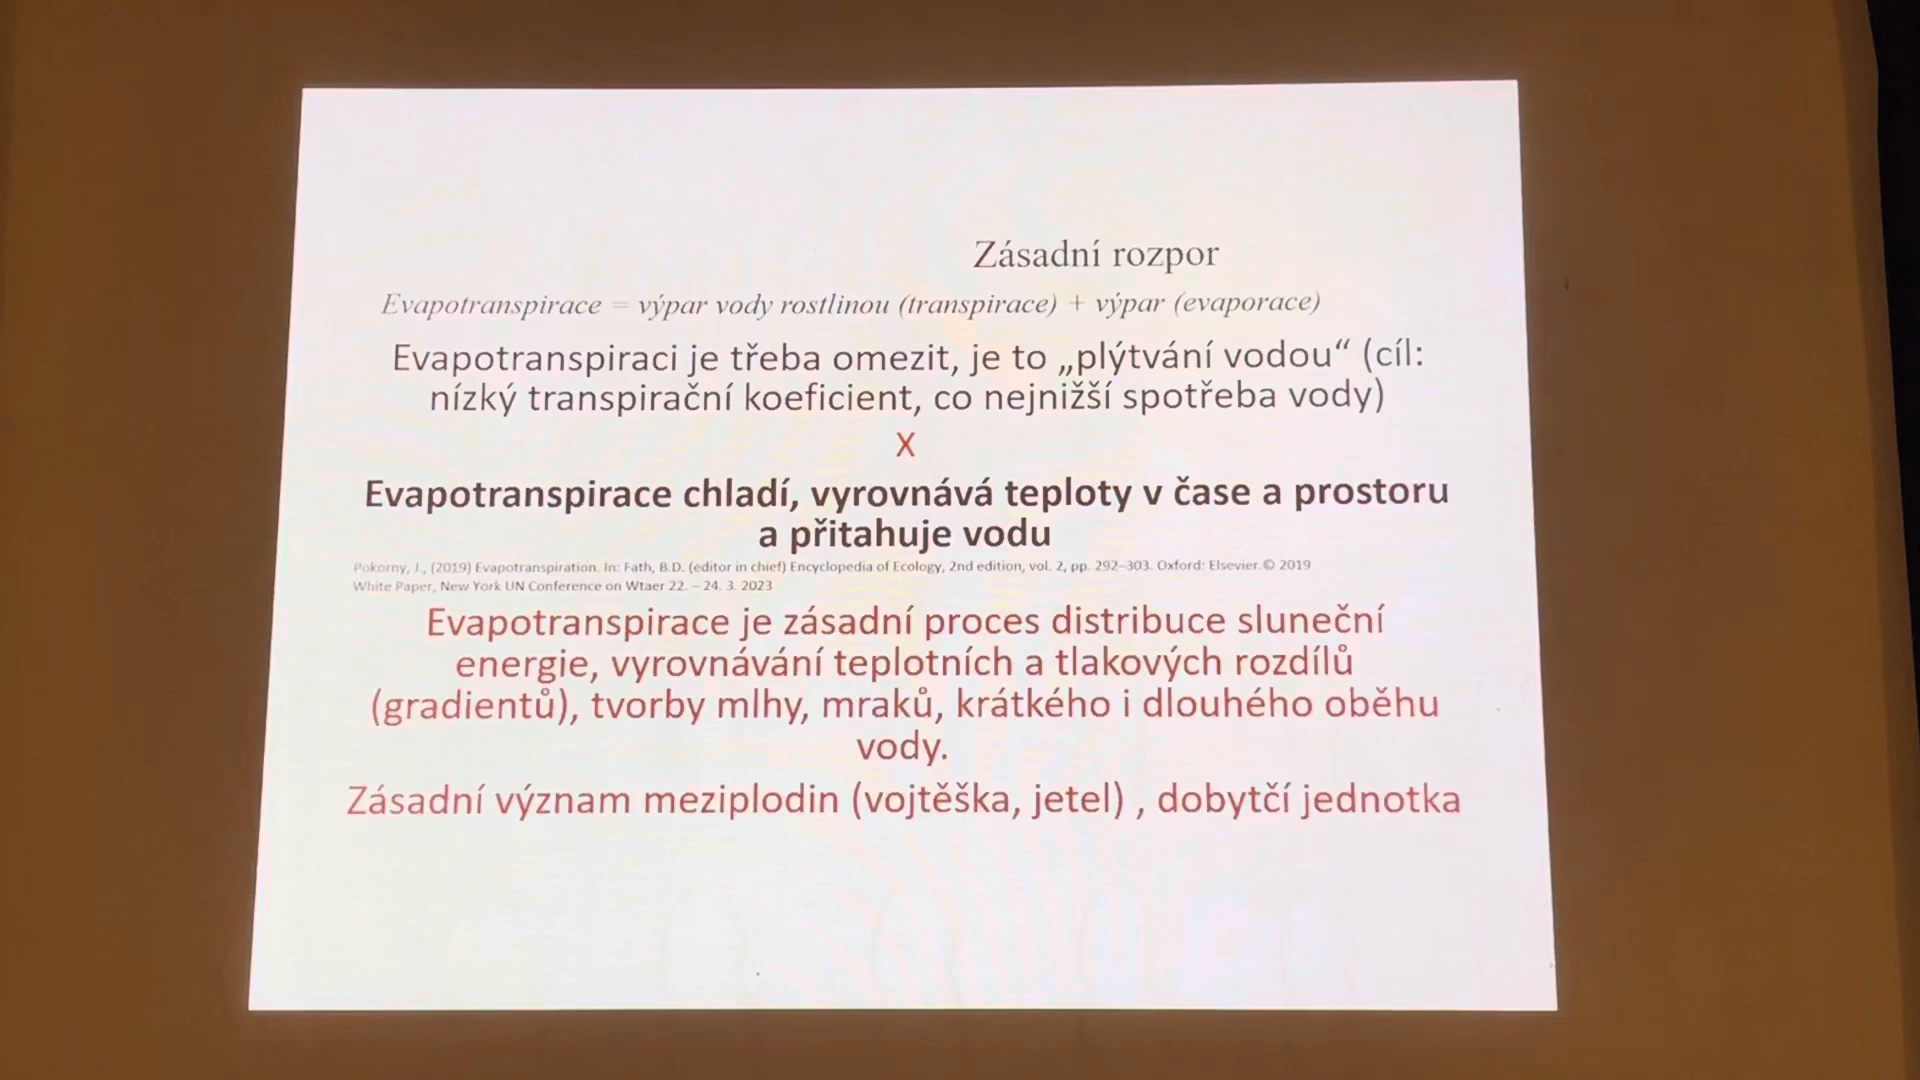 Zásadní rozpor
Evapotranspirace = výpar vody rostlinou (transpirace) + výpar (evaporace)
Evapotranspiraci je třeba omezit, je to „plýtvání vodou“ (cíl:
nízký transpirační koeficient, co nejnižší spotřeba vody)
X
Evapotranspirace chladí, vyrovnává teploty v čase a prostoru
a přitahuje vodu
Pokorny, J., (2019) Evapotranspiration. In: Fath, B.D. (editor in chief) Encyclopedia of Ecology, 2nd edition, vol. 2, pp. 292–303. Oxford: Elsevier.© 2019
White Paper, New York UN Conference on Wtaer 22. – 24. 3. 2023
Evapotranspirace je zásadní proces distribuce sluneční
energie, vyrovnávání teplotních a tlakových rozdílů
(gradientů), tvorby mlhy, mraků, krátkého i dlouhého oběhu
vody.
Zásadní význam meziplodin (vojtěška, jetel) , dobytčí jednotka